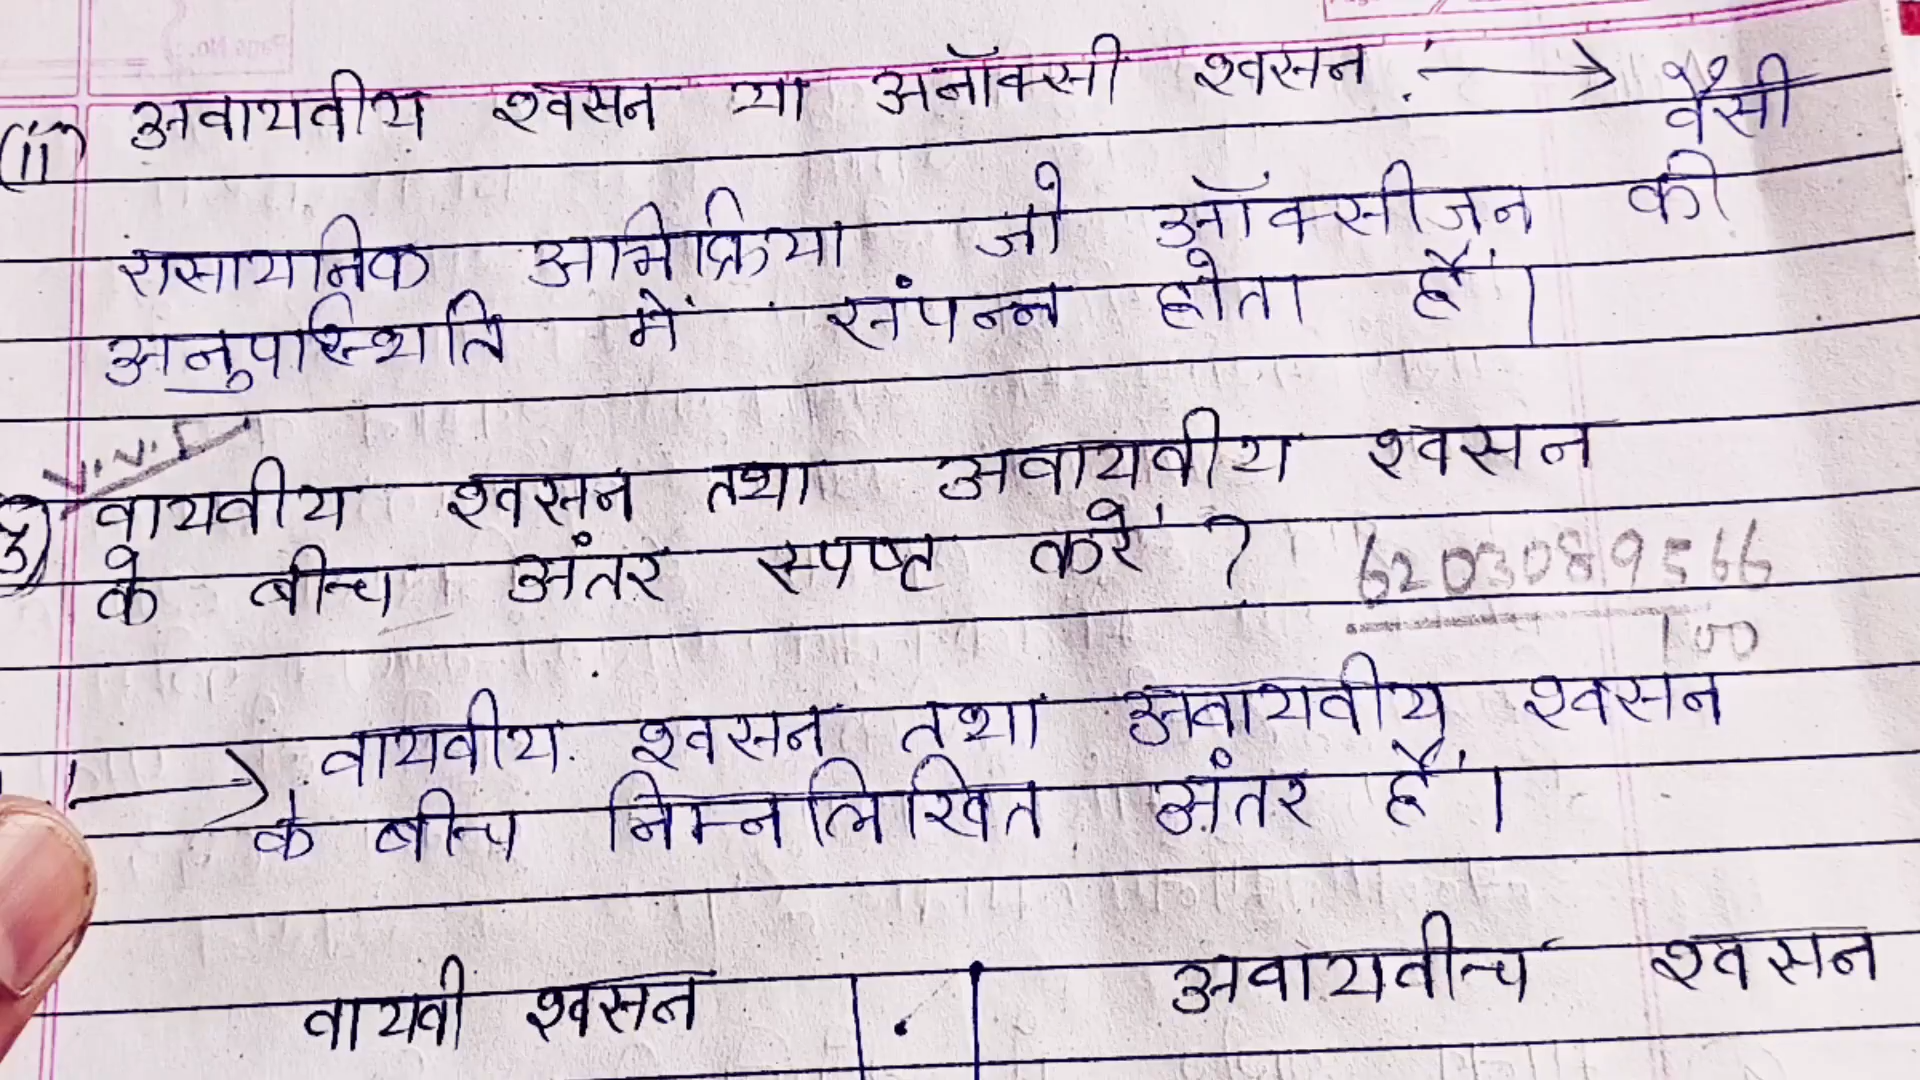 (ii) अवायवीय श्वसन या अनॉक्सी श्वसन :→ वैसी
रासायनिक अभिक्रिया जो ऑक्सीजन की
अनुपस्थिति में संपन्न होता हैं।
V.V.I
वायवीय श्वसन तथा अवायवीय श्वसन
के बीच अंतर स्पष्ट करें ?
6203089566
100
→ वायवीय श्वसन तथा अवायवीय श्वसन
के बीच निम्नलिखित अंतर हैं।
वायवी श्वसन अवायवीच श्वसन